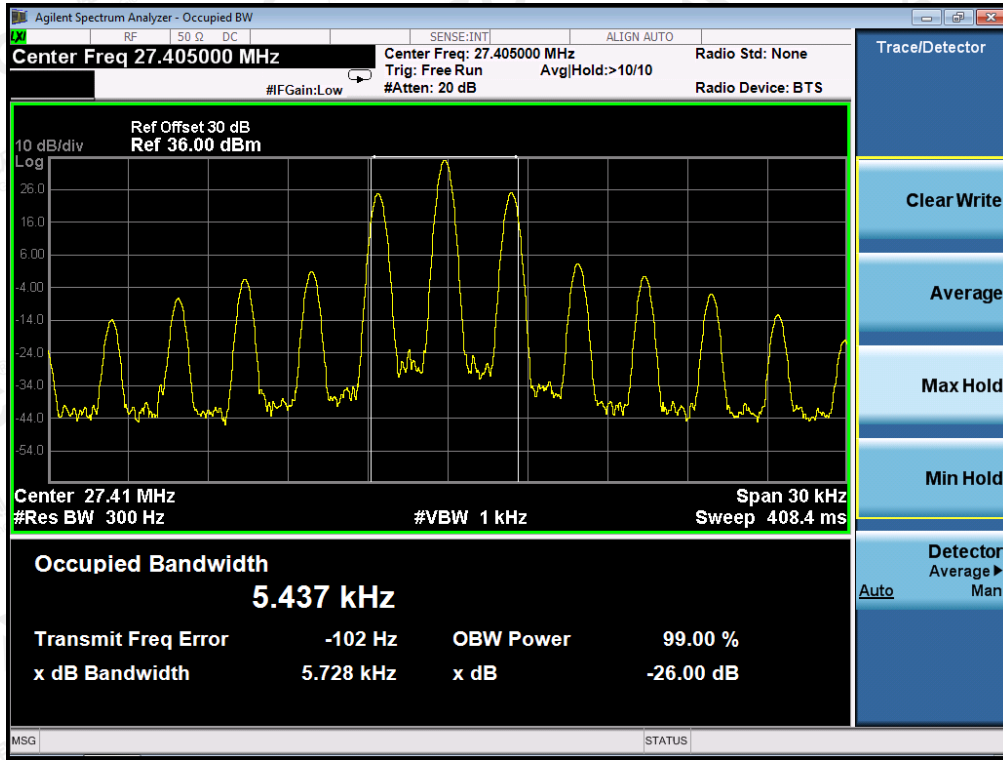 Agilent Spectrum Analyzer - Occupied BW
LXI RF 50 Ω DC SENSE:INT ALIGN AUTO
Center Freq 27.405000 MHz
Center Freq: 27.405000 MHz Radio Std: None
Trig: Free Run Avg|Hold:>10/10
#IFGain:Low #Atten: 20 dB Radio Device: BTS
Ref Offset 30 dB
10 dB/div Ref 36.00 dBm
Log
26.0
16.0
6.00
-4.00
-14.0
-24.0
-34.0
-44.0
-54.0
Center 27.41 MHz Span 30 kHz
#Res BW 300 Hz #VBW 1 kHz Sweep 408.4 ms
Occupied Bandwidth
5.437 kHz
Transmit Freq Error -102 Hz OBW Power 99.00 %
x dB Bandwidth 5.728 kHz x dB -26.00 dB
MSG STATUS
Trace/Detector
Clear Write
Average
Max Hold
Min Hold
Detector
Average
Auto Man